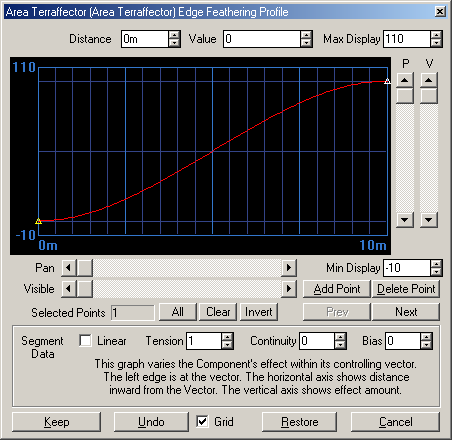 Area Terraffector (Area Terraffector) Edge Feathering Profile
Distance 0m Value 0 Max Display 110
P V
110
-10
0m 10m
Pan Min Display -10
Visible Add Point Delete Point
Selected Points 1 All Clear Invert Prev Next
Segment Data Linear Tension 1 Continuity 0 Bias 0
This graph varies the Component's effect within its controlling vector.
The left edge is at the vector. The horizontal axis shows distance
inward from the Vector. The vertical axis shows effect amount.
Keep Undo Grid Restore Cancel